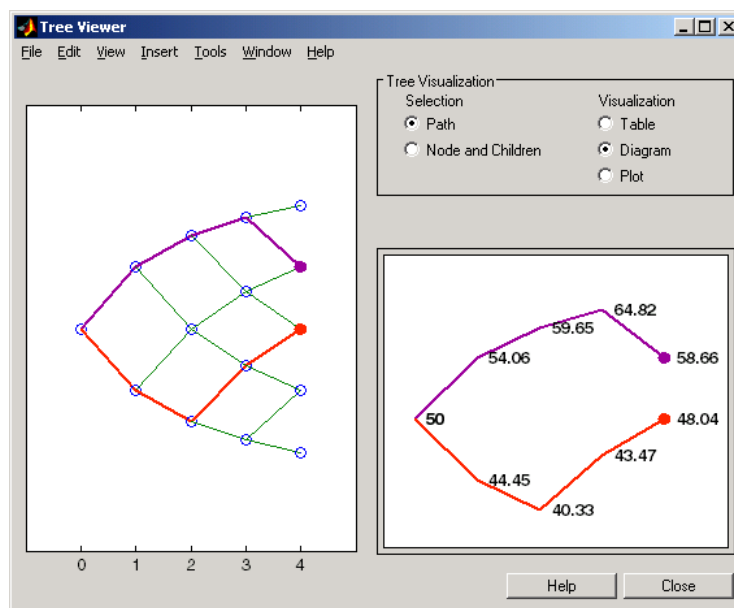 Tree Viewer
File Edit View Insert Tools Window Help
Tree Visualization
Selection Visualization
Path Table
Node and Children Diagram
Plot
64.82
59.65
54.06 58.66
50 48.04
43.47
44.45
40.33
0 1 2 3 4
Help Close